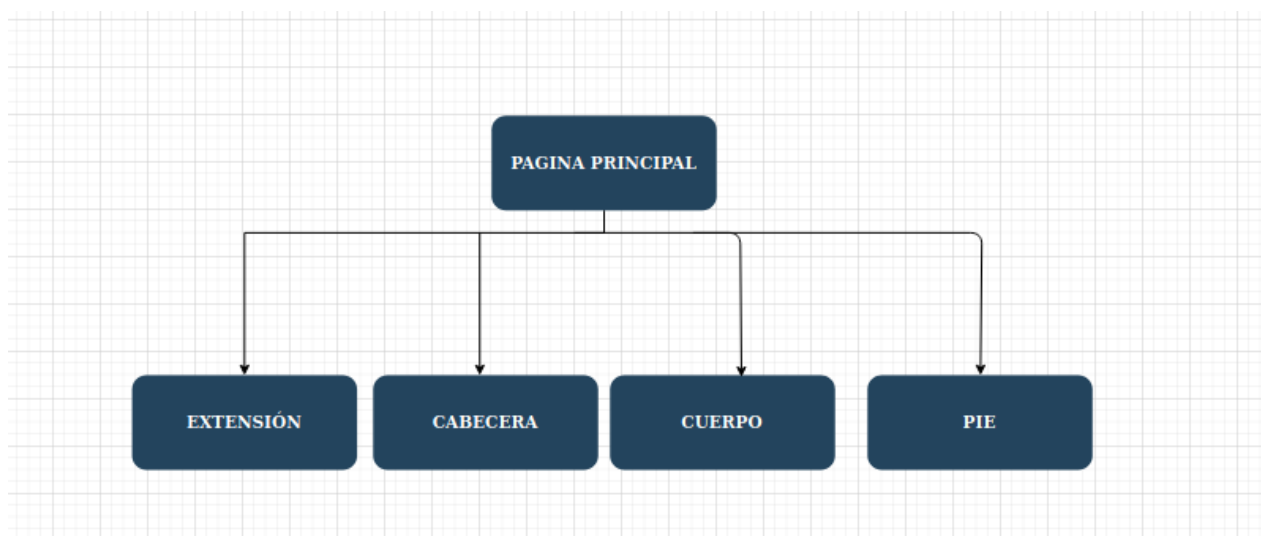 PAGINA PRINCIPAL
EXTENSIÓN
CABECERA
CUERPO
PIE